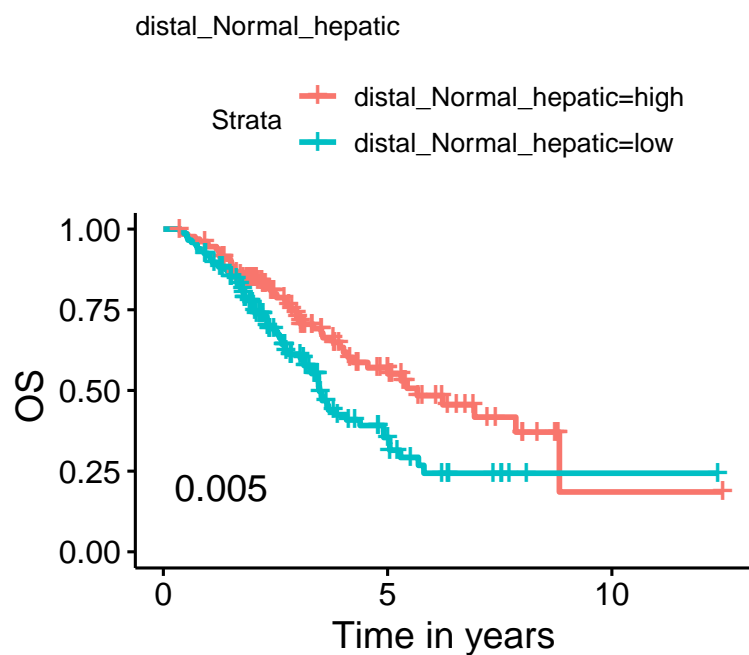 distal_Normal_hepatic
Strata
distal_Normal_hepatic=high
distal_Normal_hepatic=low
OS
1.00
0.75
0.50
0.25
0.00
0.005
0 5 10
Time in years